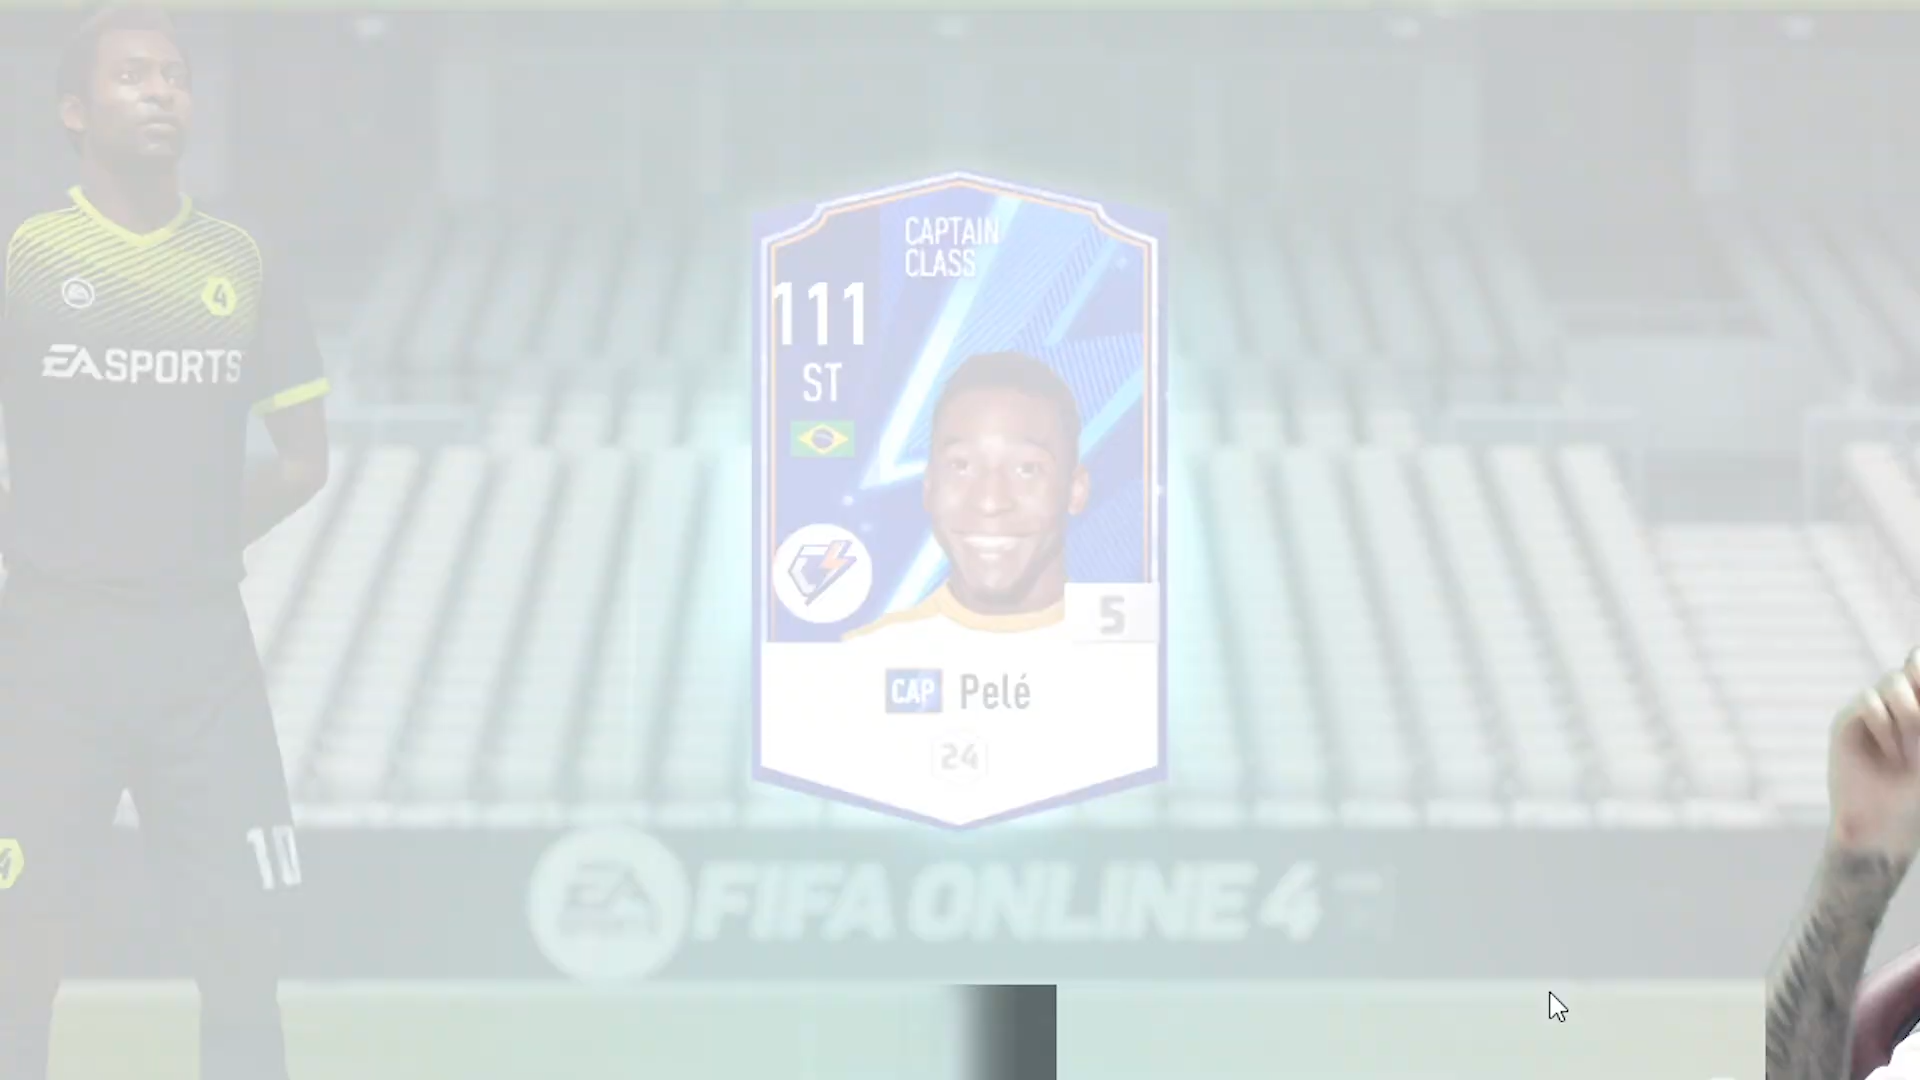 CAPTAIN
CLASS
111
ST
5
CAP Pelé
24
4
EA SPORTS
10
4
FIFA ONLINE 4